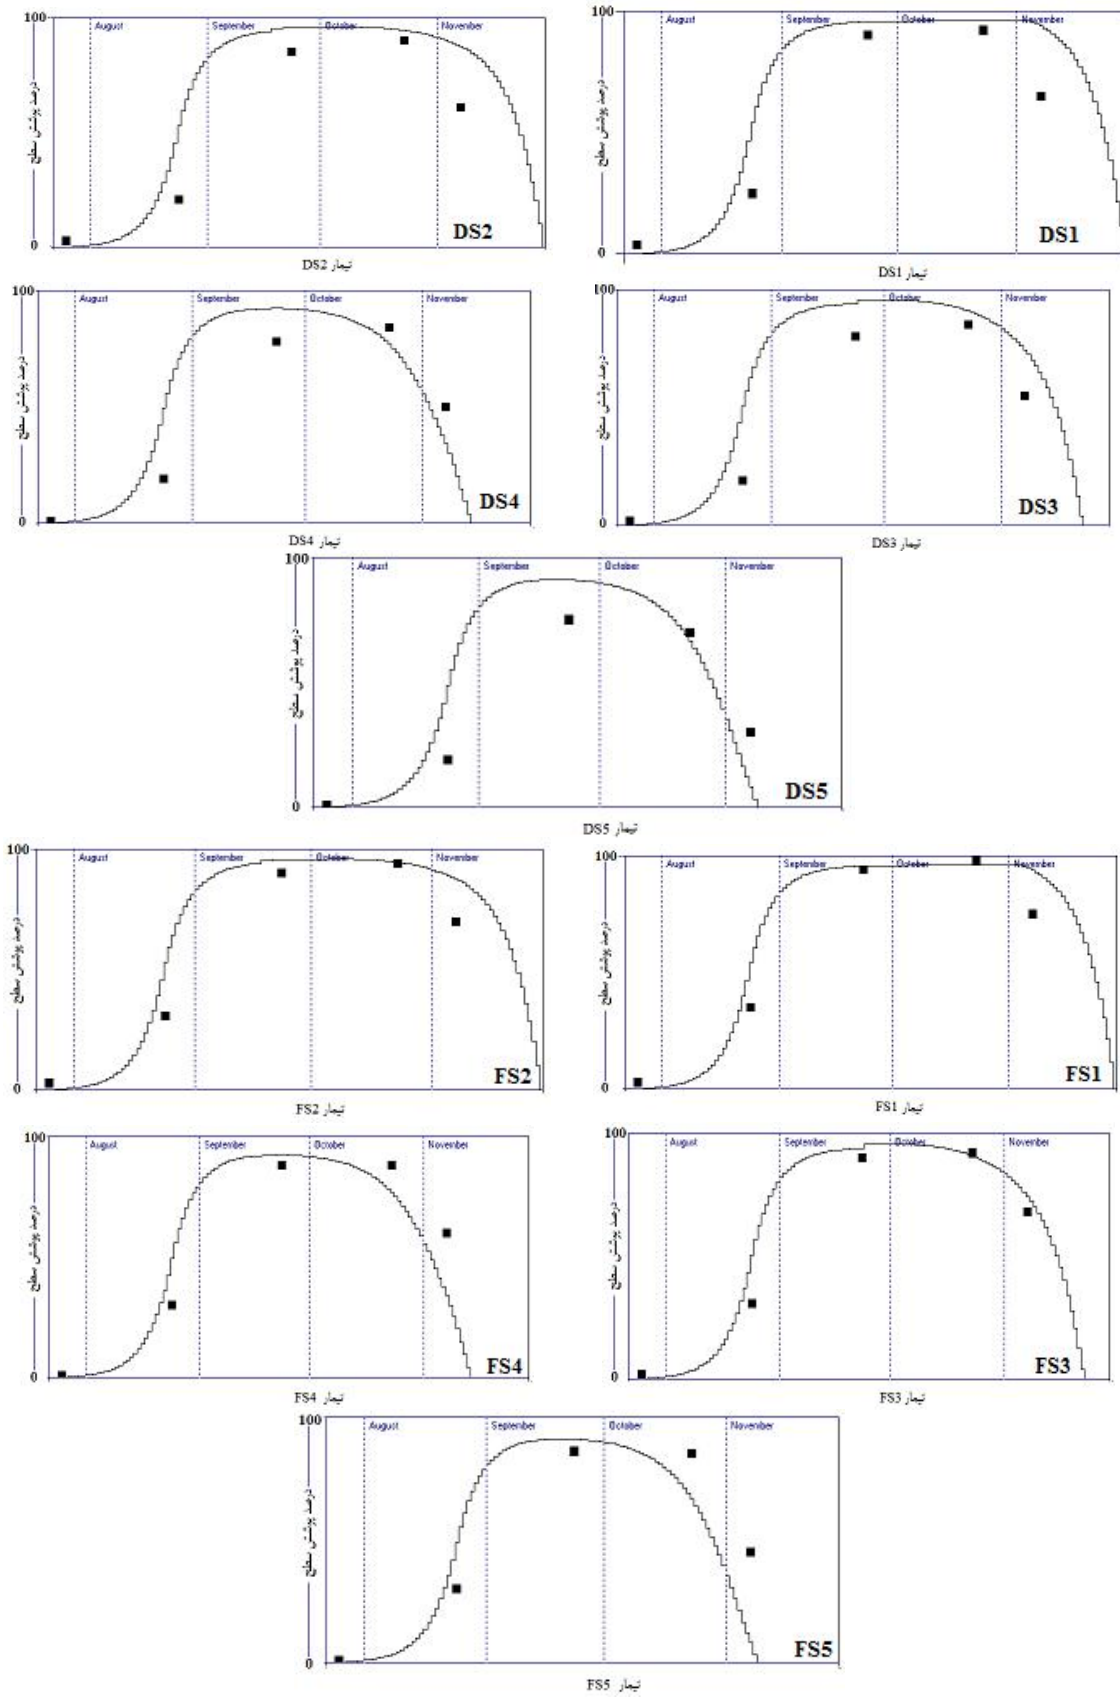 100
August
September
October
November
درصد پوشش سطح
0
DS2
تیمار DS2
100
August
September
October
November
درصد پوشش سطح
0
DS1
تیمار DS1
100
August
September
October
November
درصد پوشش سطح
0
DS4
تیمار DS4
100
August
September
October
November
درصد پوشش سطح
0
DS3
تیمار DS3
100
August
September
October
November
درصد پوشش سطح
0
DS5
تیمار DS5
100
August
September
October
November
درصد پوشش سطح
0
FS2
تیمار FS2
100
August
September
October
November
درصد پوشش سطح
0
FS1
تیمار FS1
100
August
September
October
November
درصد پوشش سطح
0
FS4
تیمار FS4
100
August
September
October
November
درصد پوشش سطح
0
FS3
تیمار FS3
100
August
September
October
November
درصد پوشش سطح
0
FS5
تیمار FS5